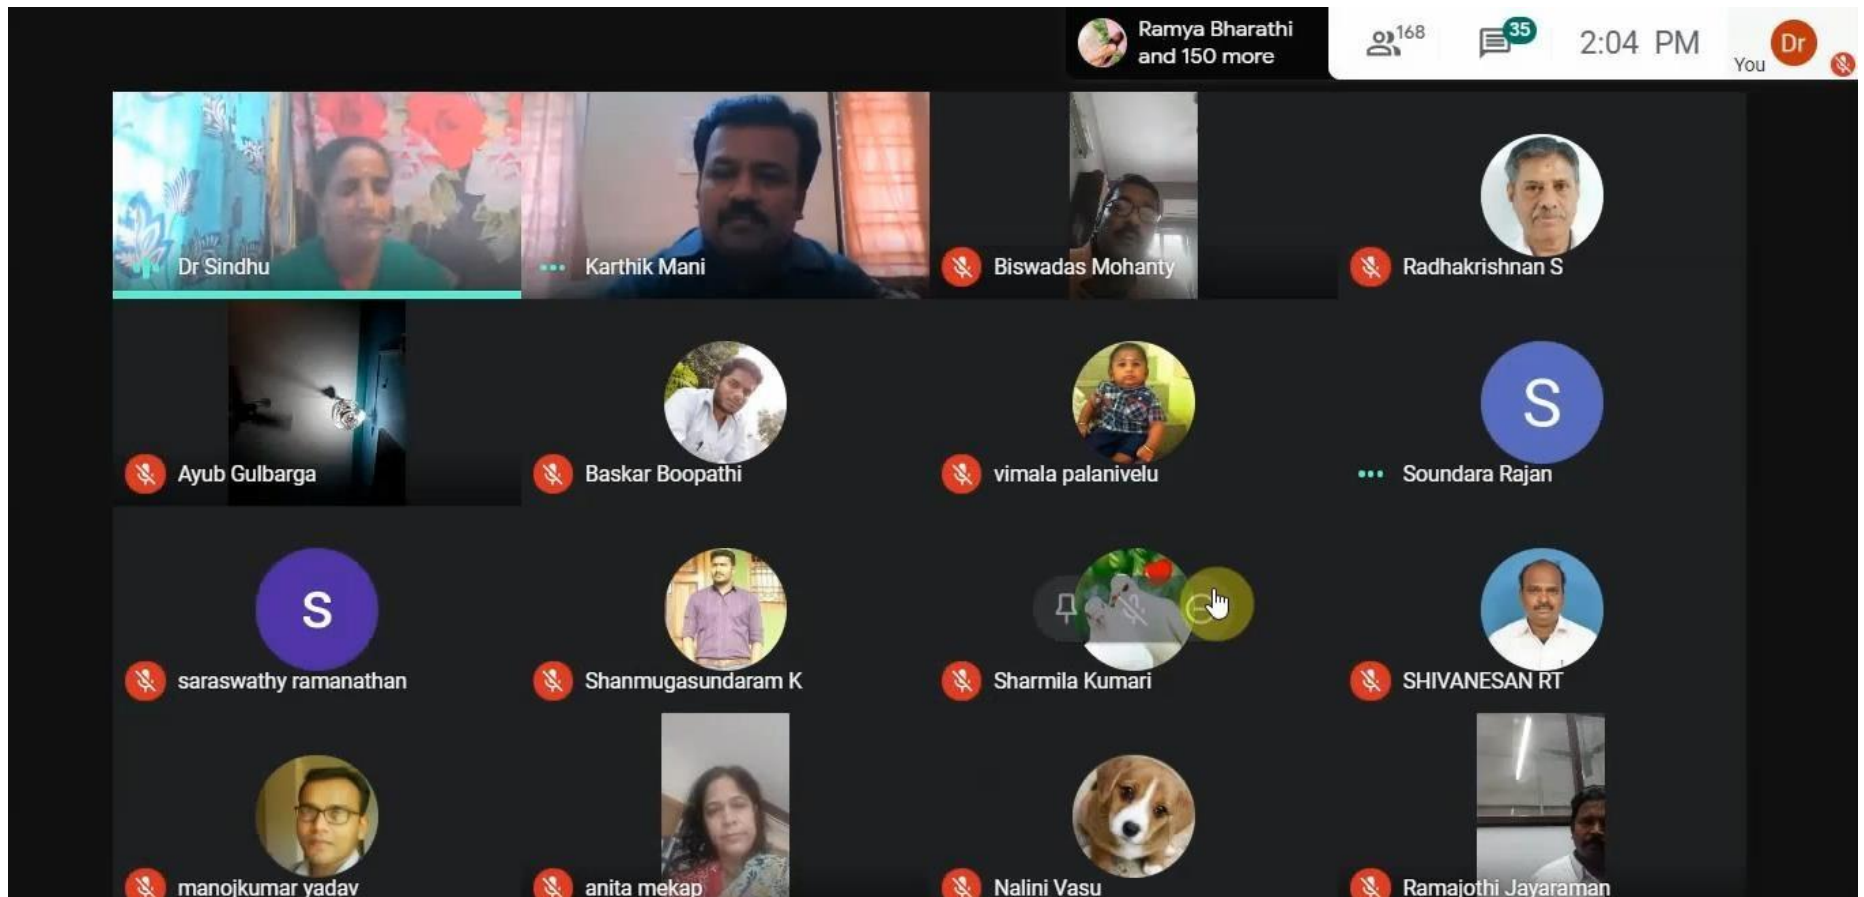 Ramya Bharathi
and 150 more
168
35
2:04 PM
You
Dr
Dr Sindhu
Karthik Mani
Biswadas Mohanty
Radhakrishnan S
Ayub Gulbarga
Baskar Boopathi
vimala palanivelu
S
Soundara Rajan
S
saraswathy ramanathan
Shanmugasundaram K
Sharmila Kumari
SHIVANESAN RT
manojkumar yadav
anita mekap
Nalini Vasu
Ramajothi Jayaraman